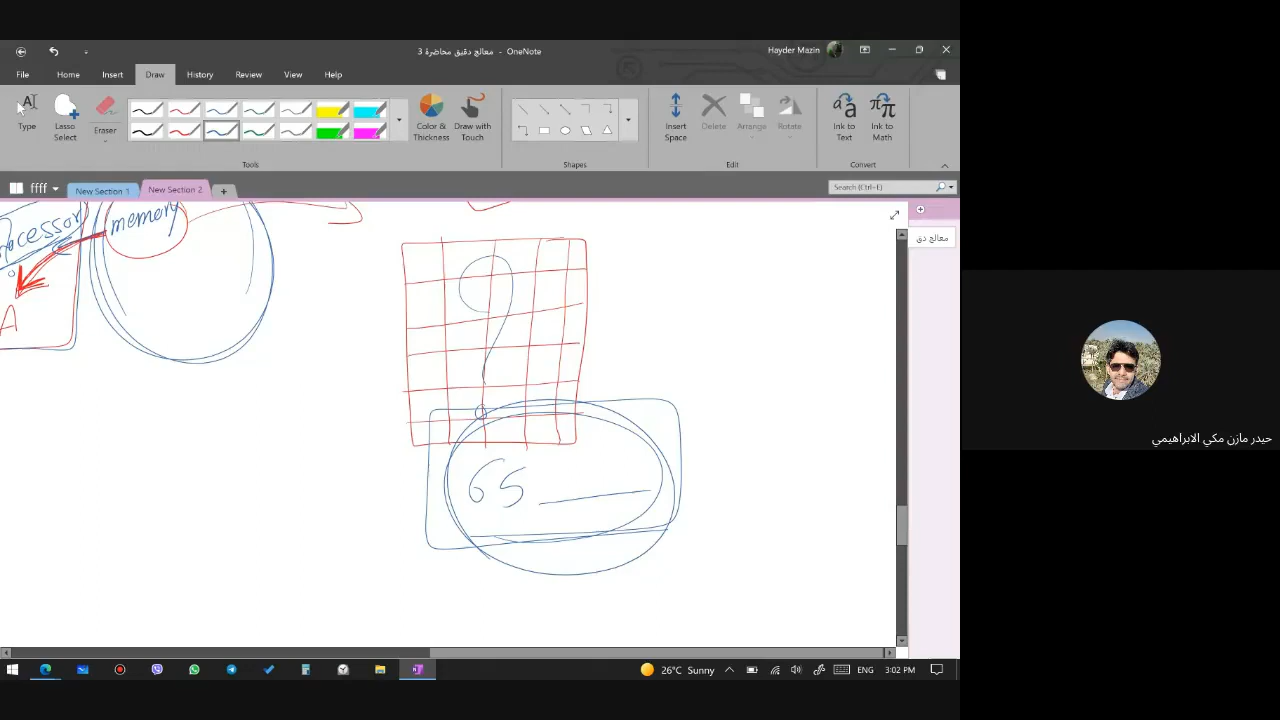 معالج دقيق محاضرة 3 - OneNote
Hayder Mazin
File Home Insert Draw History Review View Help
Type
Lasso Select
Eraser
Color & Thickness
Draw with Touch
Insert Space
Delete
Arrange
Rotate
Ink to Text
Ink to Math
Tools Shapes Edit Convert
ffff New Section 1 New Section 2
Search (Ctrl+E)
معالج دق
ocessor
memory
A
65
حيدر مازن مكي الابراهيمي
26°C Sunny ENG 3:02 PM